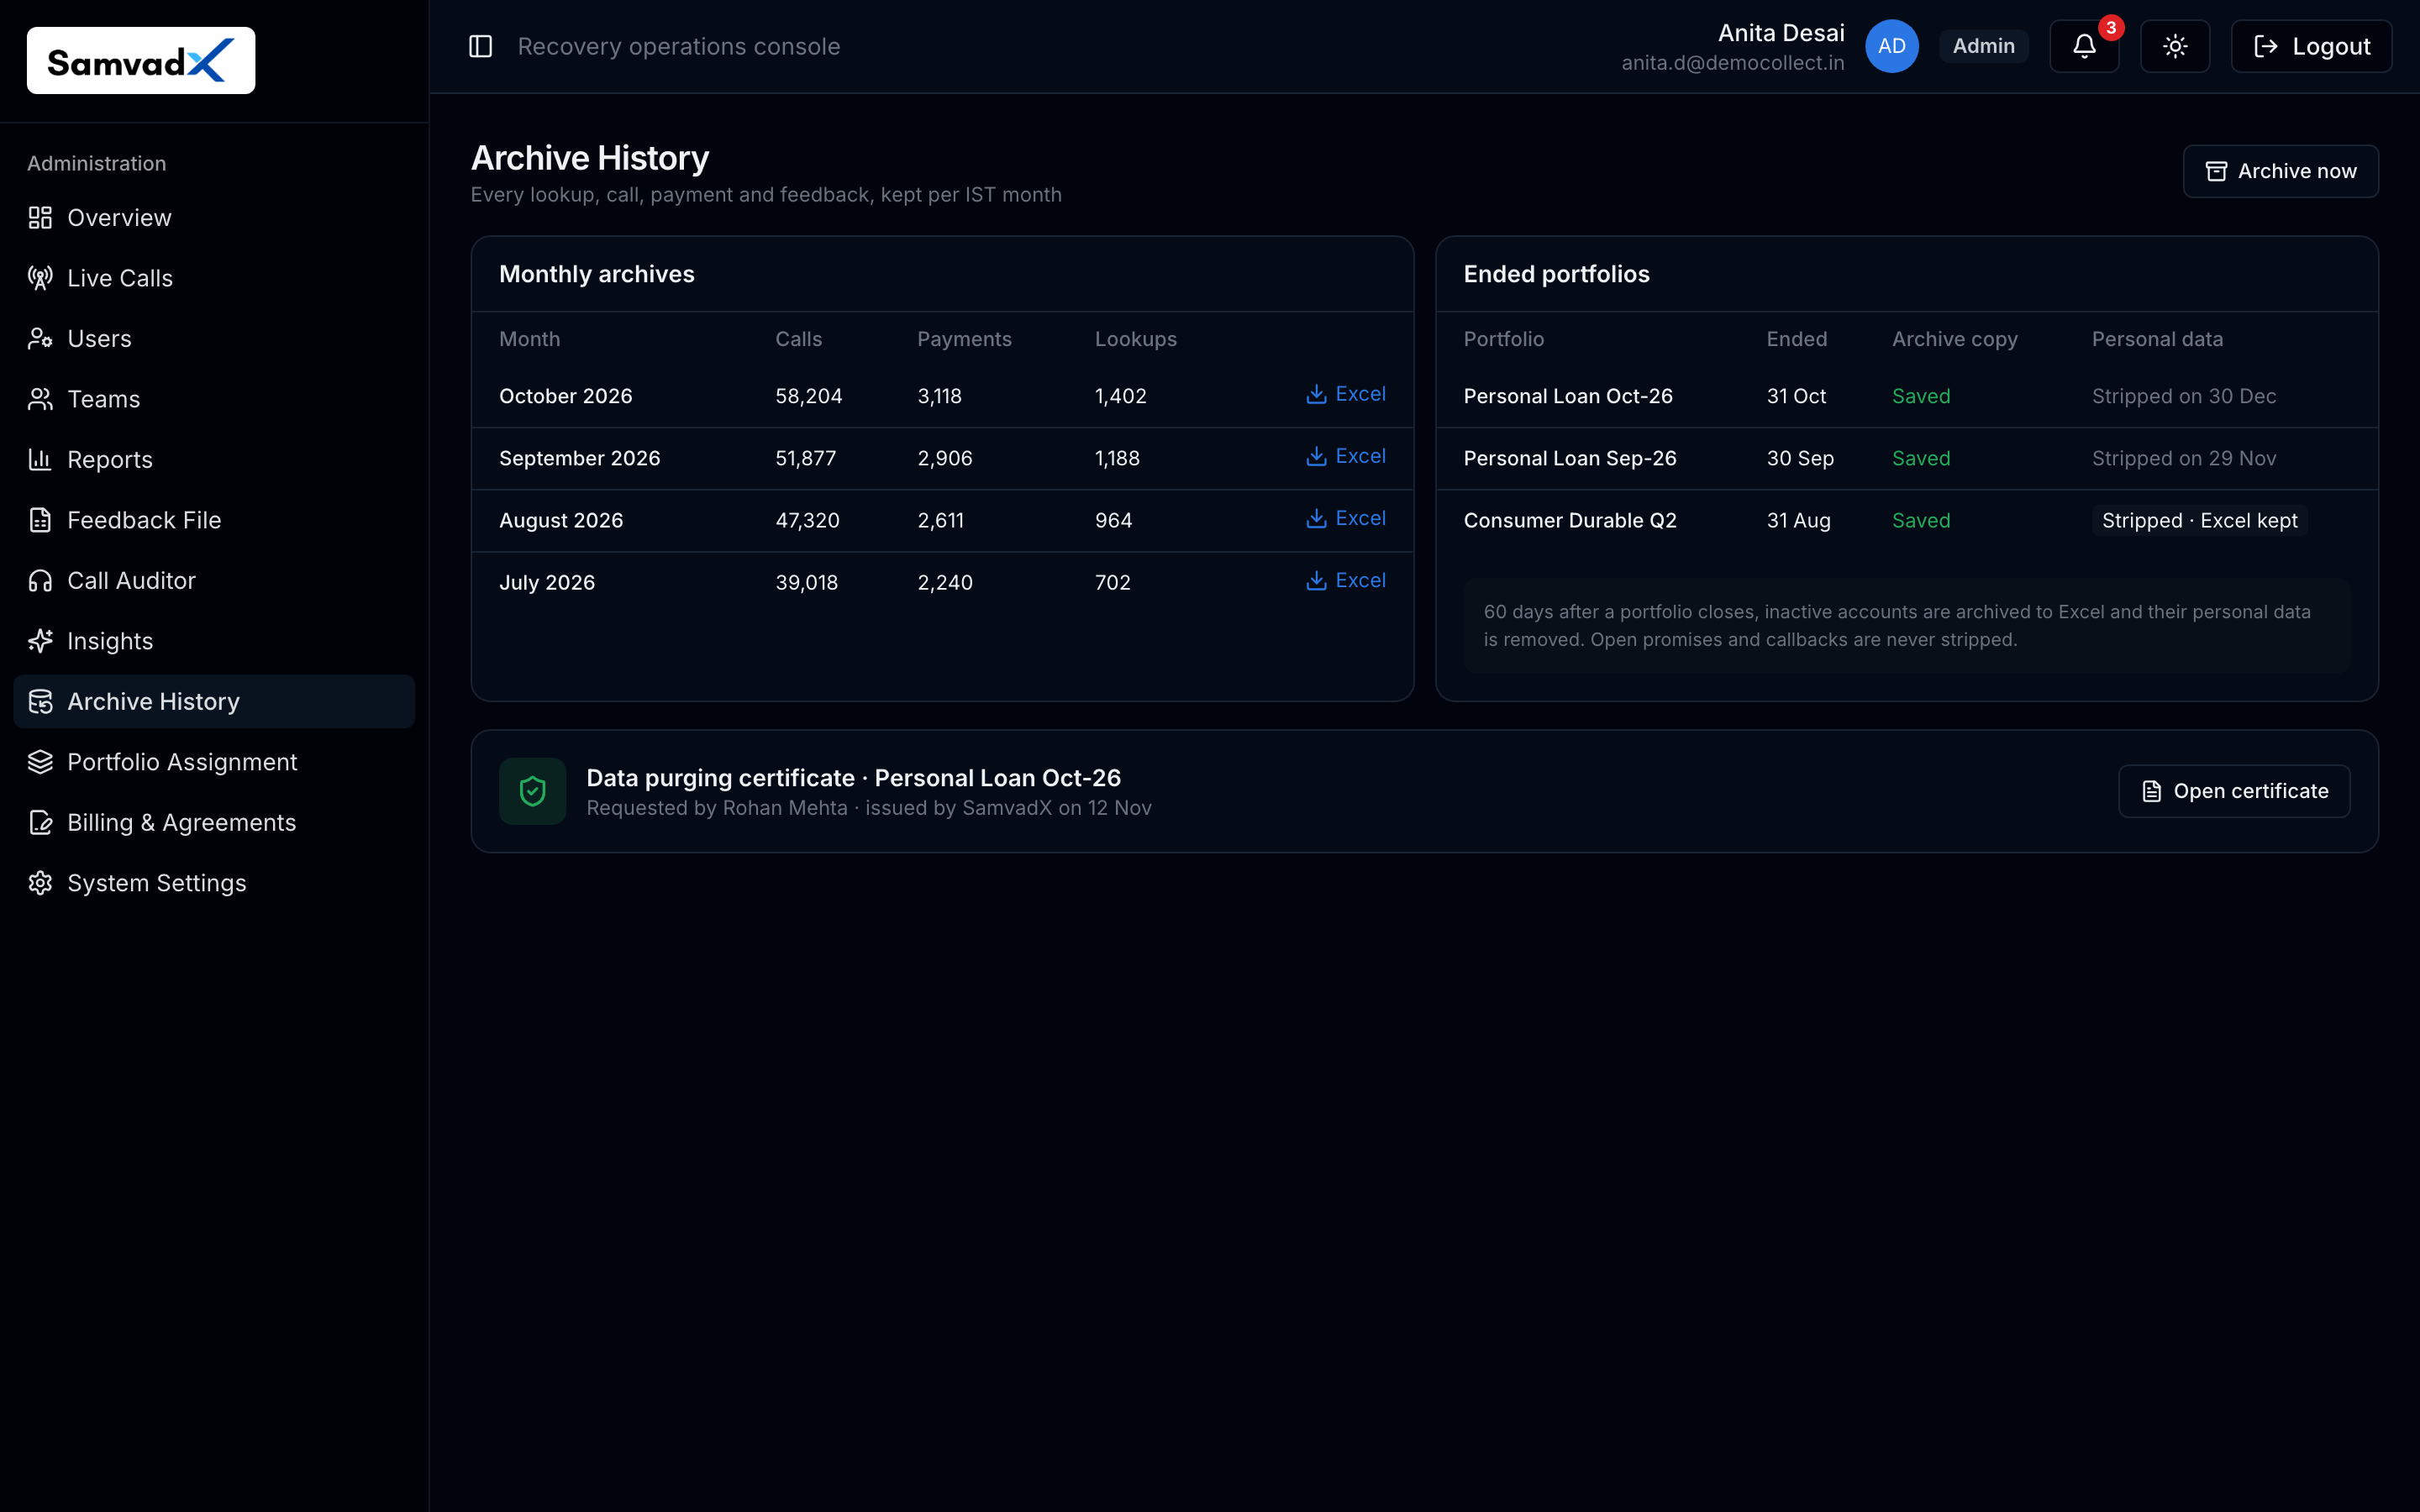 SamvadX
Recovery operations console
Anita Desai
anita.d@democollect.in
AD
Admin
3
Logout
Administration
Overview
Live Calls
Users
Teams
Reports
Feedback File
Call Auditor
Insights
Archive History
Portfolio Assignment
Billing & Agreements
System Settings
Archive History
Every lookup, call, payment and feedback, kept per IST month
Archive now
Monthly archives
Month Calls Payments Lookups
October 2026 58,204 3,118 1,402 Excel
September 2026 51,877 2,906 1,188 Excel
August 2026 47,320 2,611 964 Excel
July 2026 39,018 2,240 702 Excel
Ended portfolios
Portfolio Ended Archive copy Personal data
Personal Loan Oct-26 31 Oct Saved Stripped on 30 Dec
Personal Loan Sep-26 30 Sep Saved Stripped on 29 Nov
Consumer Durable Q2 31 Aug Saved Stripped · Excel kept
60 days after a portfolio closes, inactive accounts are archived to Excel and their personal data
is removed. Open promises and callbacks are never stripped.
Data purging certificate · Personal Loan Oct-26
Requested by Rohan Mehta · issued by SamvadX on 12 Nov
Open certificate